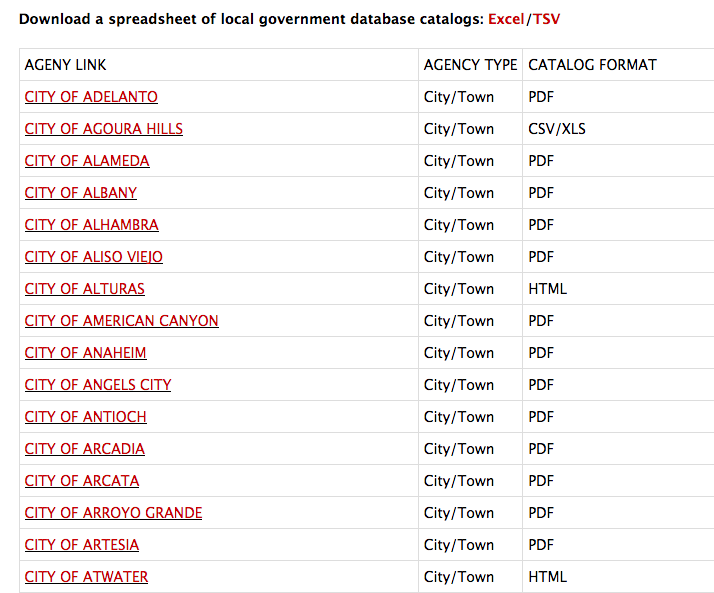 Download a spreadsheet of local government database catalogs: Excel/TSV
AGENY LINK AGENCY TYPE CATALOG FORMAT
CITY OF ADELANTO City/Town PDF
CITY OF AGOURA HILLS City/Town CSV/XLS
CITY OF ALAMEDA City/Town PDF
CITY OF ALBANY City/Town PDF
CITY OF ALHAMBRA City/Town PDF
CITY OF ALISO VIEJO City/Town PDF
CITY OF ALTURAS City/Town HTML
CITY OF AMERICAN CANYON City/Town PDF
CITY OF ANAHEIM City/Town PDF
CITY OF ANGELS CITY City/Town PDF
CITY OF ANTIOCH City/Town PDF
CITY OF ARCADIA City/Town PDF
CITY OF ARCATA City/Town PDF
CITY OF ARROYO GRANDE City/Town PDF
CITY OF ARTESIA City/Town PDF
CITY OF ATWATER City/Town HTML